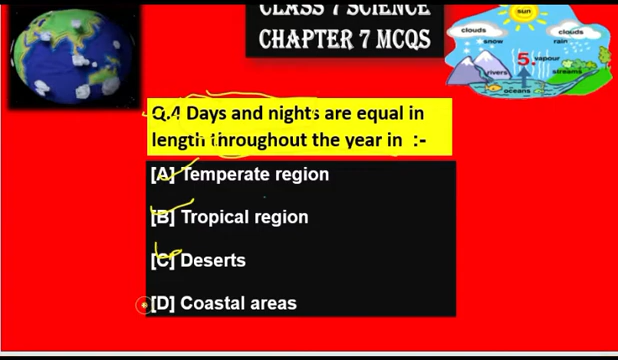 CLASS 7 SCIENCE
CHAPTER 7 MCQS
sun
clouds
clouds
snow
rain
5.
vapour
rivers
streams
oceans
Q.4 Days and nights are equal in
length throughout the year in :-
[A] Temperate region
[B] Tropical region
[C] Deserts
[D] Coastal areas